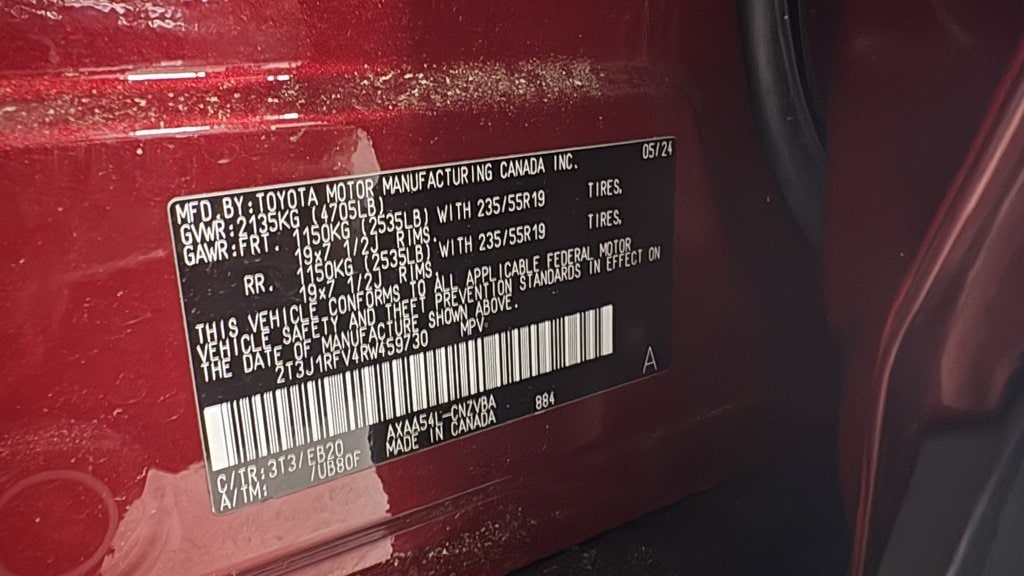 MFD.BY:TOYOTA MOTOR MANUFACTURING CANADA INC. 05/24
GVWR:2135KG (4705LB)
GAWR:FRT. 1150KG (2535LB) WITH 235/55R19 TIRES.
19x7 1/2J RIMS.
RR. 1150KG (2535LB) WITH 235/55R19 TIRES.
19x7 1/2J RIMS.
THIS VEHICLE CONFORMS TO ALL APPLICABLE FEDERAL MOTOR
VEHICLE SAFETY AND THEFT PREVENTION STANDARDS IN EFFECT ON
THE DATE OF MANUFACTURE SHOWN ABOVE.
2T3J1RFV4RW459730 MPV
A
C/TR:3T3/EB20 AXAA54L-CNZVBA 884
A/TM: /UB80F MADE IN CANADA